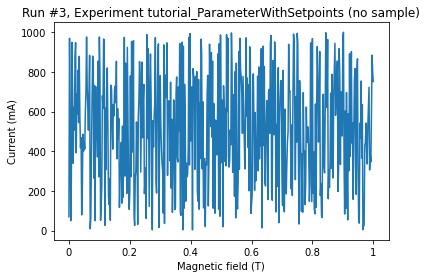 Run #3, Experiment tutorial_ParameterWithSetpoints (no sample)
1000
800
600
400
200
0
Current (mA)
0 0.2 0.4 0.6 0.8 1
Magnetic field (T)